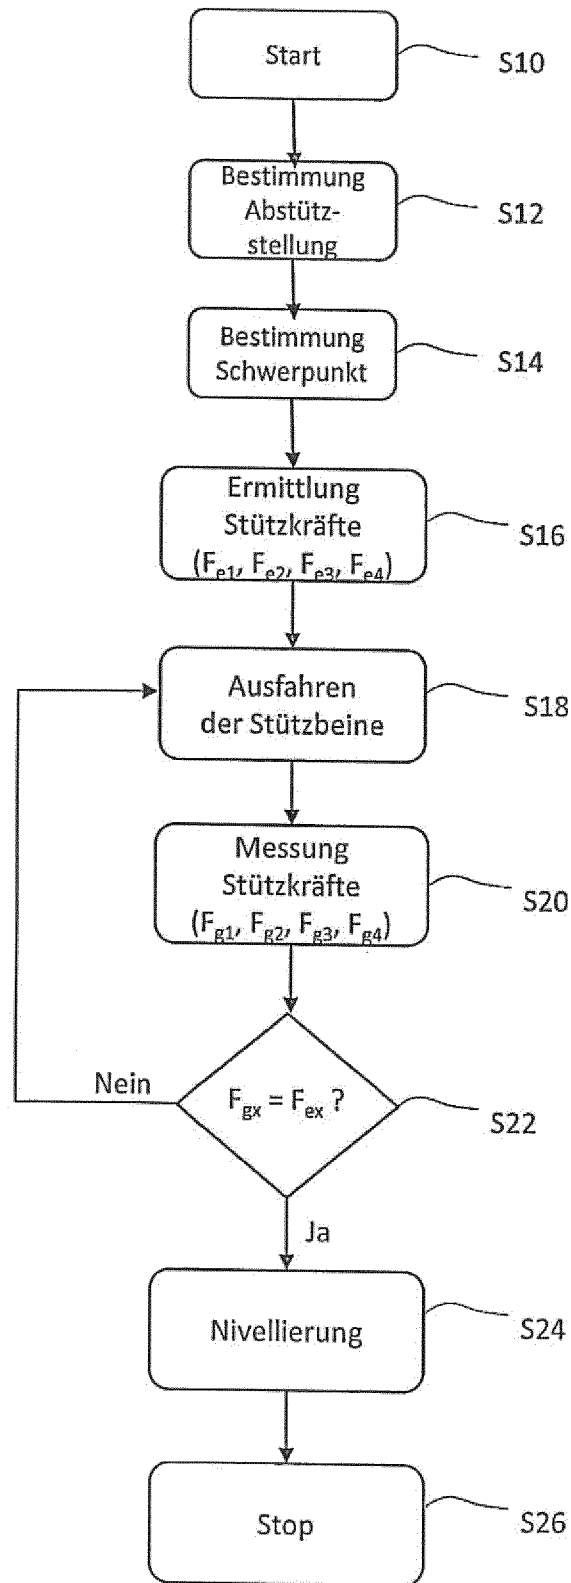 Start
S10
Bestimmung
Abstütz-
stellung
S12
Bestimmung
Schwerpunkt
S14
Ermittlung
Stützkräfte
(Fe1, Fe2, Fe3, Fe4)
S16
Ausfahren
der Stützbeine
S18
Messung
Stützkräfte
(Fg1, Fg2, Fg3, Fg4)
S20
Nein
Fgx = Fex ?
S22
Ja
Nivellierung
S24
Stop
S26